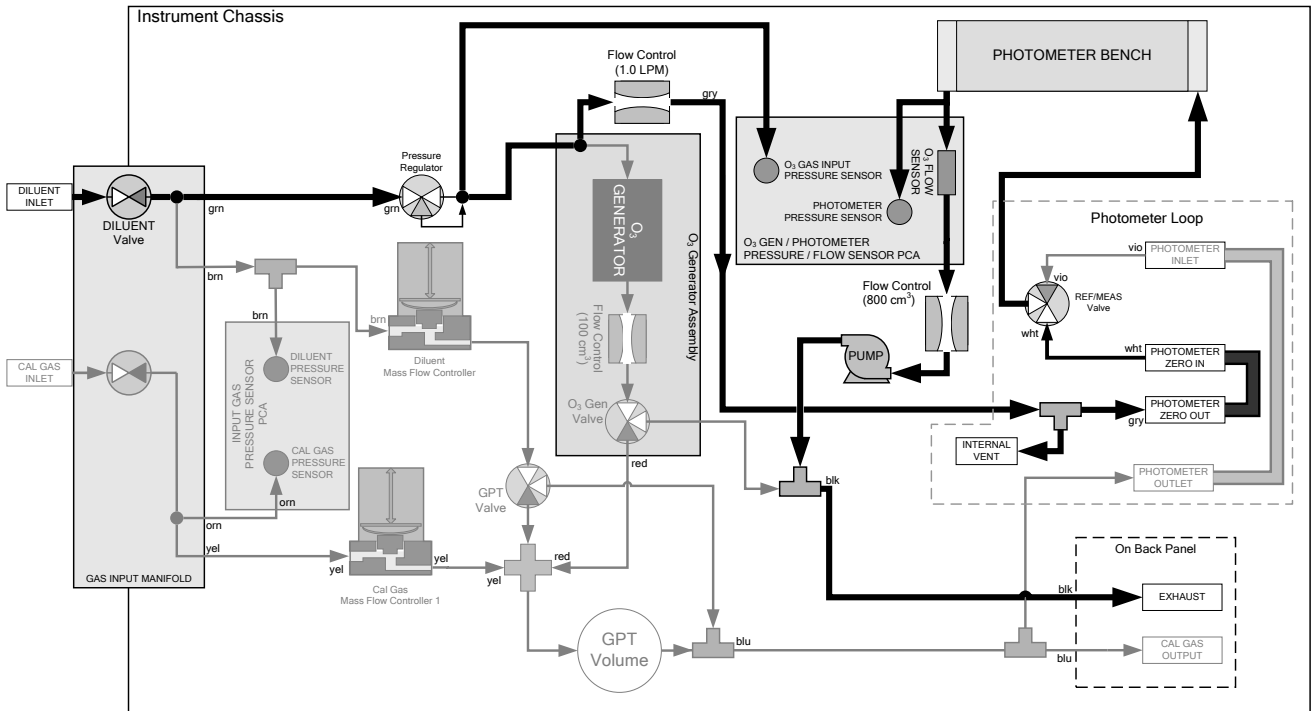 Instrument Chassis
Flow Control
(1.0 LPM)
gry
PHOTOMETER BENCH
Pressure
Regulator
DILUENT
INLET
DILUENT
Valve
grn
grn
O3
GENERATOR
O3 Generator Assembly
O3 GAS INPUT
PRESSURE SENSOR
O3 FLOW
SENSOR
PHOTOMETER
PRESSURE SENSOR
O3 GEN / PHOTOMETER
PRESSURE / FLOW SENSOR PCA
Photometer Loop
vio
PHOTOMETER
INLET
vio
REF/MEAS
Valve
wht
wht
PHOTOMETER
ZERO IN
PHOTOMETER
ZERO OUT
gry
INTERNAL
VENT
PHOTOMETER
OUTLET
Flow Control
(800 cm3)
PUMP
brn
brn
brn
Diluent
Mass Flow Controller
DILUENT
PRESSURE
SENSOR
INPUT GAS
PRESSURE SENSOR
PCA
CAL GAS
PRESSURE
SENSOR
CAL GAS
INLET
Flow Control
(100 cm3)
O3 Gen
Valve
red
blk
GPT
Valve
orn
orn
yel
yel
yel
yel
red
GAS INPUT MANIFOLD
Cal Gas
Mass Flow Controller 1
GPT
Volume
blu
On Back Panel
blk
EXHAUST
blu
CAL GAS
OUTPUT